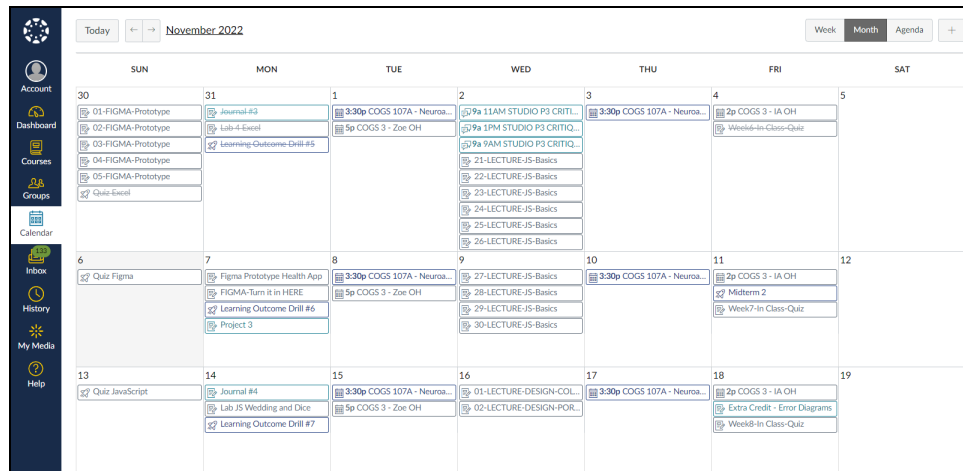 Today ← → November 2022 Week Month Agenda +
SUN MON TUE WED THU FRI SAT
Account
Dashboard
Courses
Groups
Calendar
133
Inbox
History
My Media
Help
30
01-FIGMA-Prototype
02-FIGMA-Prototype
03-FIGMA-Prototype
04-FIGMA-Prototype
05-FIGMA-Prototype
Quiz Excel
31
Journal #3
Lab 4 Excel
Learning Outcome Drill #5
1
3:30p COGS 107A - Neuroa...
5p COGS 3 - Zoe OH
2
9a 11AM STUDIO P3 CRITI...
9a 1PM STUDIO P3 CRITIQ...
9a 9AM STUDIO P3 CRITIQ...
21-LECTURE-JS-Basics
22-LECTURE-JS-Basics
23-LECTURE-JS-Basics
24-LECTURE-JS-Basics
25-LECTURE-JS-Basics
26-LECTURE-JS-Basics
3
3:30p COGS 107A - Neuroa...
4
2p COGS 3 - IA OH
Week6-In Class-Quiz
5
6
Quiz Figma
7
Figma Prototype Health App
FIGMA-Turn it in HERE
Learning Outcome Drill #6
Project 3
8
3:30p COGS 107A - Neuroa...
5p COGS 3 - Zoe OH
9
27-LECTURE-JS-Basics
28-LECTURE-JS-Basics
29-LECTURE-JS-Basics
30-LECTURE-JS-Basics
10
3:30p COGS 107A - Neuroa...
11
2p COGS 3 - IA OH
Midterm 2
Week7-In Class-Quiz
12
13
Quiz JavaScript
14
Journal #4
Lab JS Wedding and Dice
Learning Outcome Drill #7
15
3:30p COGS 107A - Neuroa...
5p COGS 3 - Zoe OH
16
01-LECTURE-DESIGN-COL...
02-LECTURE-DESIGN-POR...
17
3:30p COGS 107A - Neuroa...
18
2p COGS 3 - IA OH
Extra Credit - Error Diagrams
Week8-In Class-Quiz
19